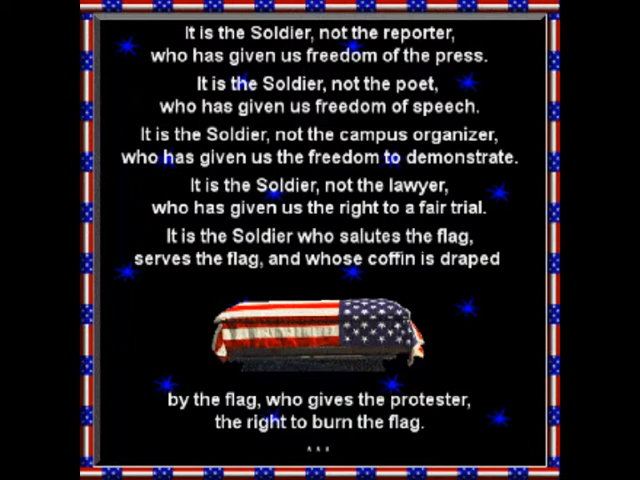 It is the Soldier, not the reporter,
who has given us freedom of the press.
It is the Soldier, not the poet,
who has given us freedom of speech.
It is the Soldier, not the campus organizer,
who has given us the freedom to demonstrate.
It is the Soldier, not the lawyer,
who has given us the right to a fair trial.
It is the Soldier who salutes the flag,
serves the flag, and whose coffin is draped
by the flag, who gives the protester,
the right to burn the flag.
^^^